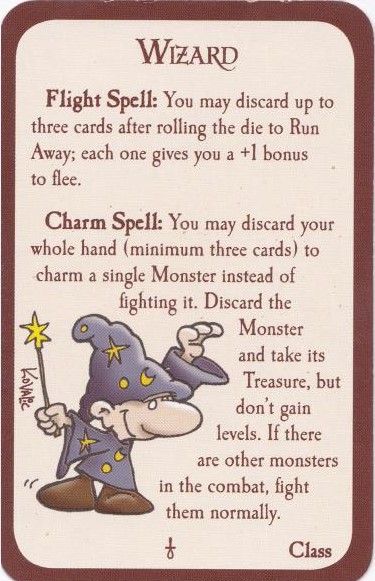 WIZARD
Flight Spell: You may discard up to
three cards after rolling the die to Run
Away; each one gives you a +1 bonus
to flee.
Charm Spell: You may discard your
whole hand (minimum three cards) to
charm a single Monster instead of
fighting it. Discard the
Monster
and take its
Treasure, but
don't gain
levels. If there
are other monsters
in the combat, fight
them normally.
KOVALIC
Class